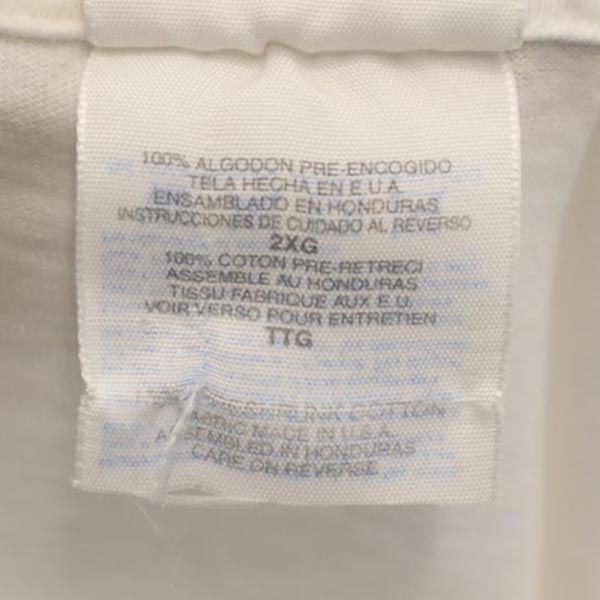 100% ALGODON PRE-ENCOGIDO
TELA HECHA EN E.U.A.
ENSAMBLADO EN HONDURAS
INSTRUCCIONES DE CUIDADO AL REVERSO
2XG
100% COTON PRE-RETRECI
ASSEMBLE AU HONDURAS
TISSU FABRIQUE AUX E.U.
VOIR VERSO POUR ENTRETIEN
TTG
COTTON
MADE IN U.S.A.
ASSEMBLED IN HONDURAS
CARE ON REVERSE